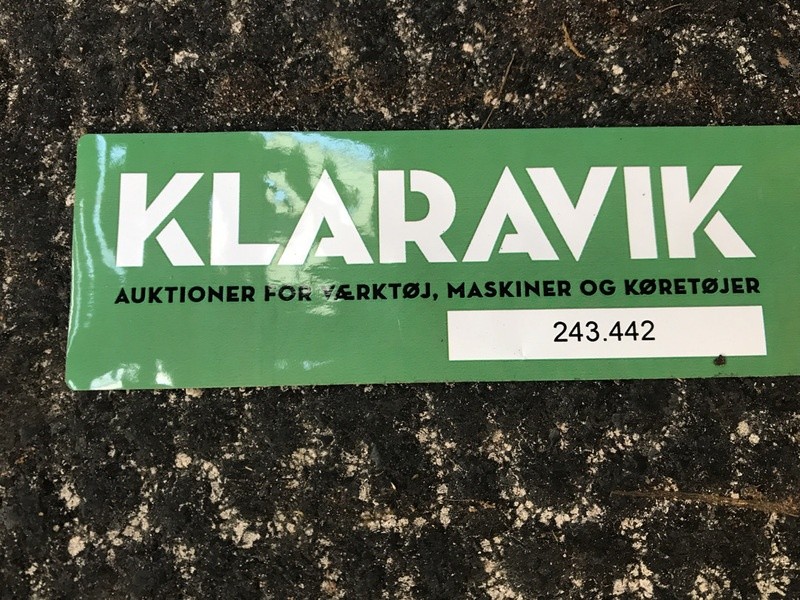 KLARAVIK
AUKTIONER FOR VÆRKTØJ, MASKINER OG KØRETØJER
243.442